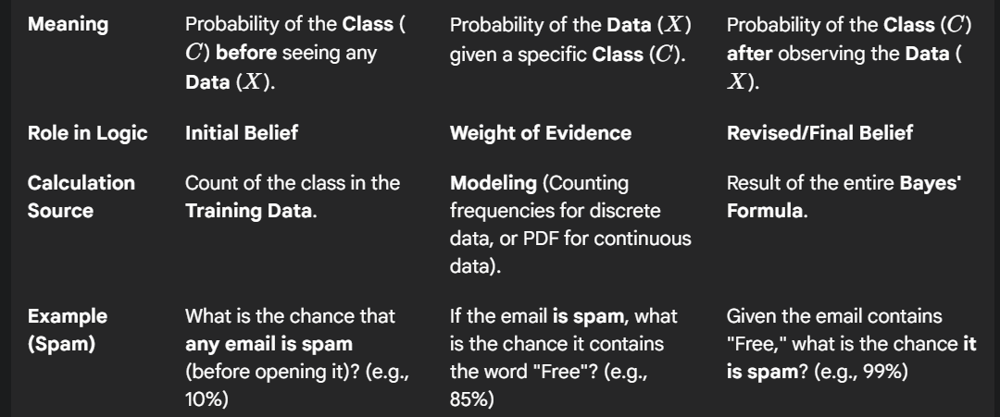 Meaning
Probability of the Class (
C) before seeing any
Data (X).
Probability of the Data (X)
given a specific Class (C).
Probability of the Class (C)
after observing the Data (
X).
Role in Logic
Initial Belief
Weight of Evidence
Revised/Final Belief
Calculation
Source
Count of the class in the
Training Data.
Modeling (Counting
frequencies for discrete
data, or PDF for continuous
data).
Result of the entire Bayes'
Formula.
Example
(Spam)
What is the chance that
any email is spam
(before opening it)? (e.g.,
10%)
If the email is spam, what
is the chance it contains
the word "Free"? (e.g.,
85%)
Given the email contains
"Free," what is the chance it
is spam? (e.g., 99%)